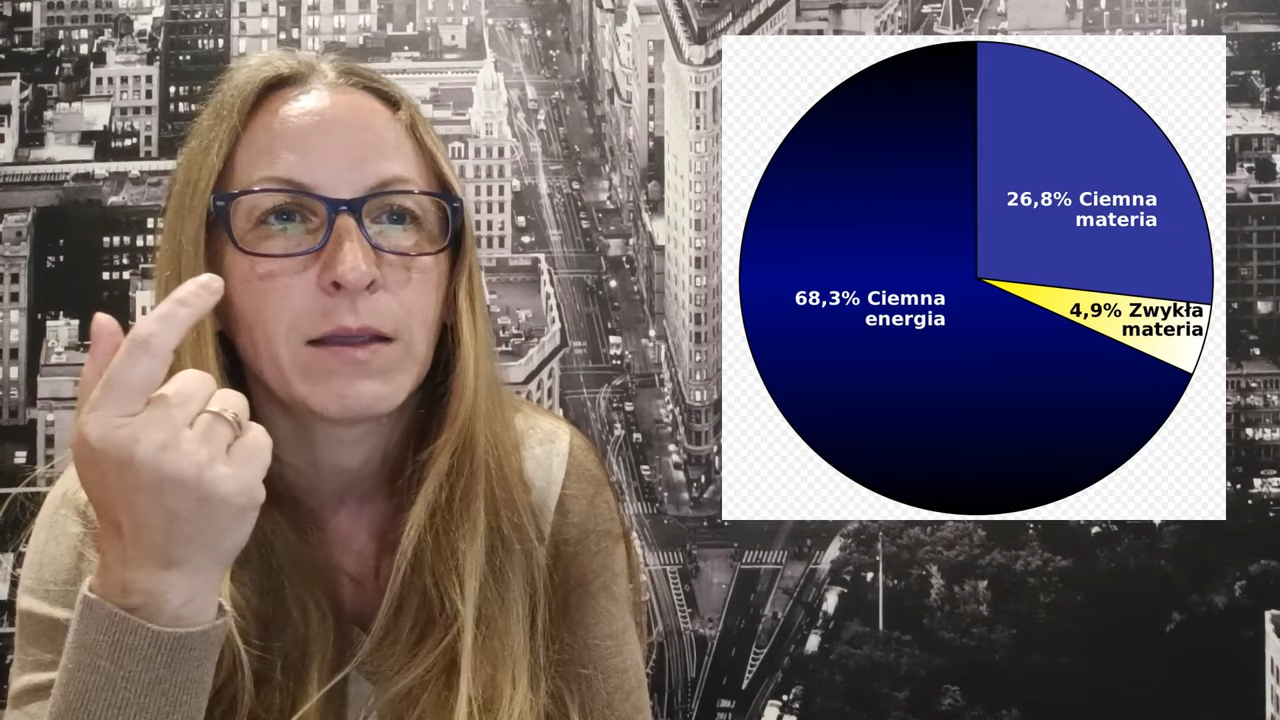 26,8% Ciemna
materia
68,3% Ciemna
energia
4,9% Zwykła
materia